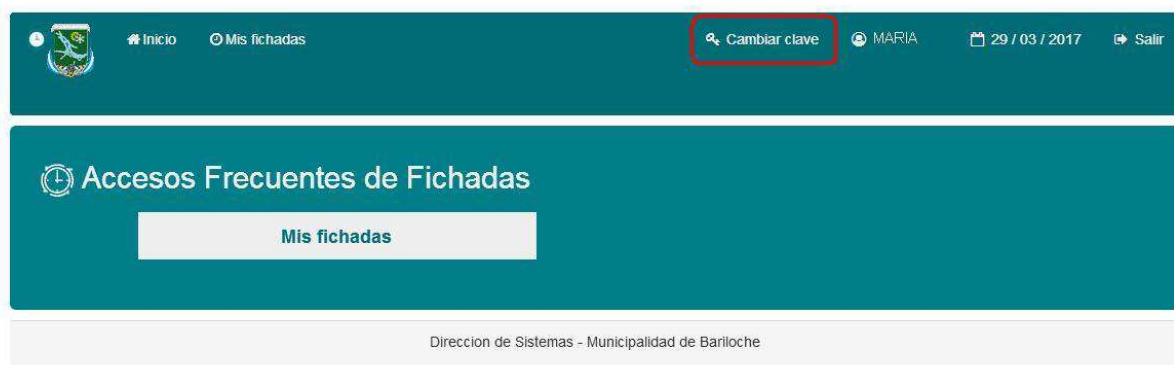 Inicio Mis fichadas Cambiar clave MARIA 29 / 03 / 2017 Salir
Accesos Frecuentes de Fichadas
Mis fichadas
Direccion de Sistemas - Municipalidad de Bariloche